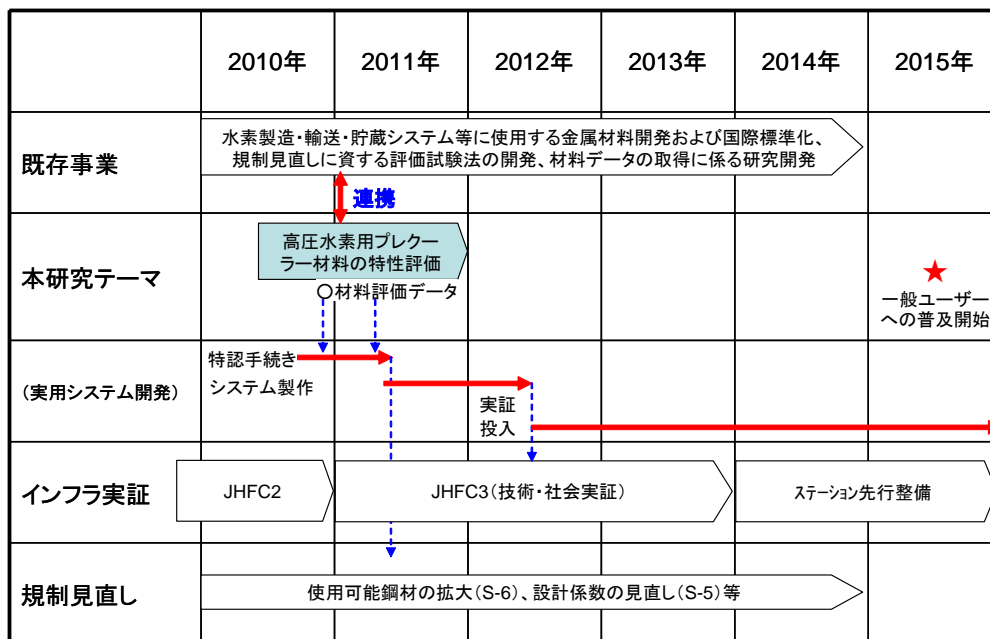 2010年
2011年
2012年
2013年
2014年
2015年
既存事業
水素製造・輸送・貯蔵システム等に使用する金属材料開発および国際標準化、
規制見直しに資する評価試験法の開発、材料データの取得に係る研究開発
連携
本研究テーマ
高圧水素用プレクー
ラー材料の特性評価
○材料評価データ
★
一般ユーザー
への普及開始
(実用システム開発)
特認手続き
システム製作
実証
投入
インフラ実証
JHFC2
JHFC3(技術・社会実証)
ステーション先行整備
規制見直し
使用可能鋼材の拡大(S-6)、設計係数の見直し(S-5)等